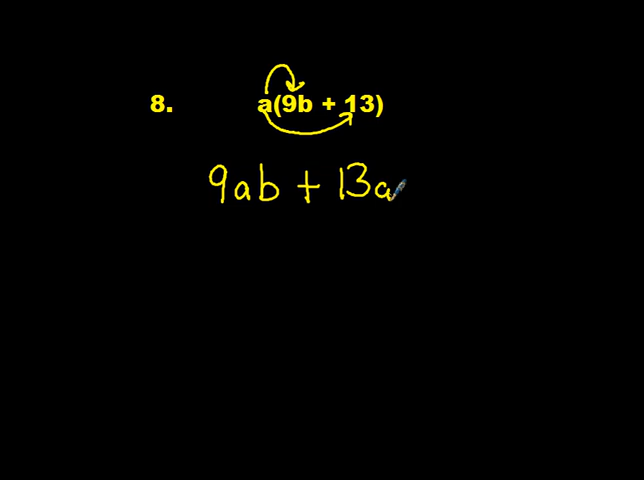 8. a(9b + 13)
9ab + 13a